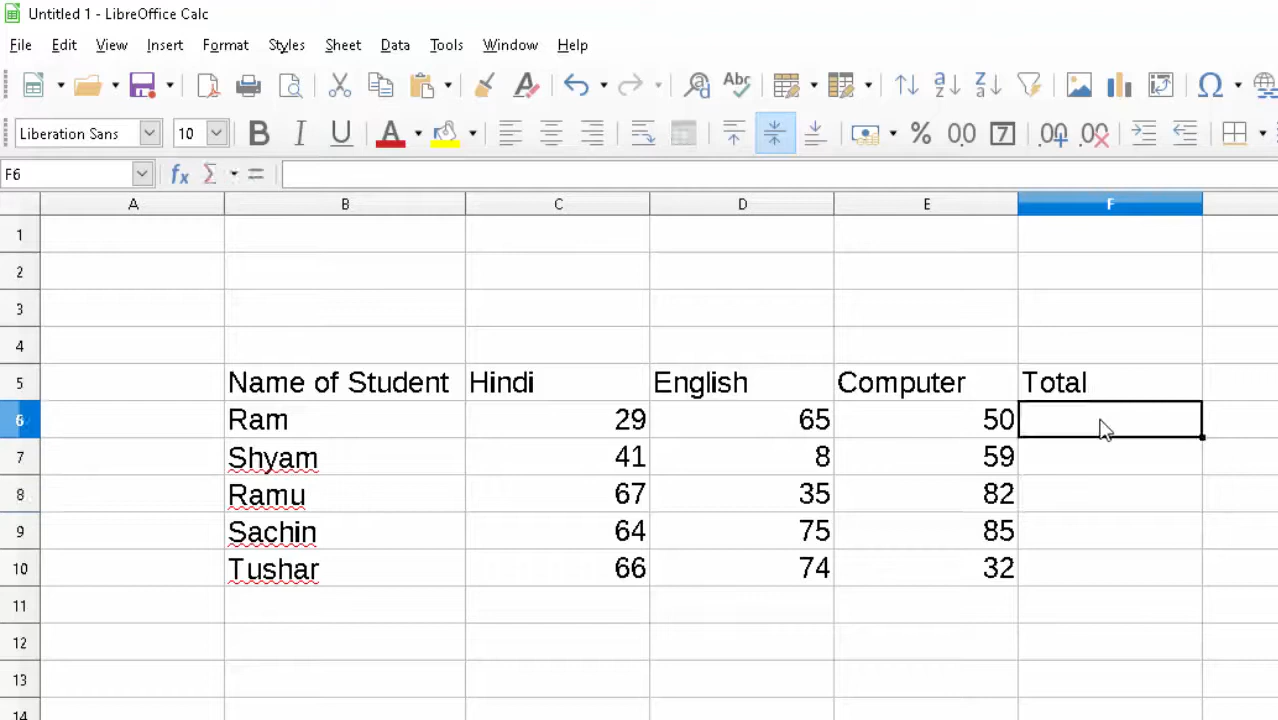 Untitled 1 - LibreOffice Calc
File Edit View Insert Format Styles Sheet Data Tools Window Help
Abc
Liberation Sans 10
F6
A B C D E F
1
2
3
4
5 Name of Student Hindi English Computer Total
6 Ram 29 65 50
7 Shyam 41 8 59
8 Ramu 67 35 82
9 Sachin 64 75 85
10 Tushar 66 74 32
11
12
13
14